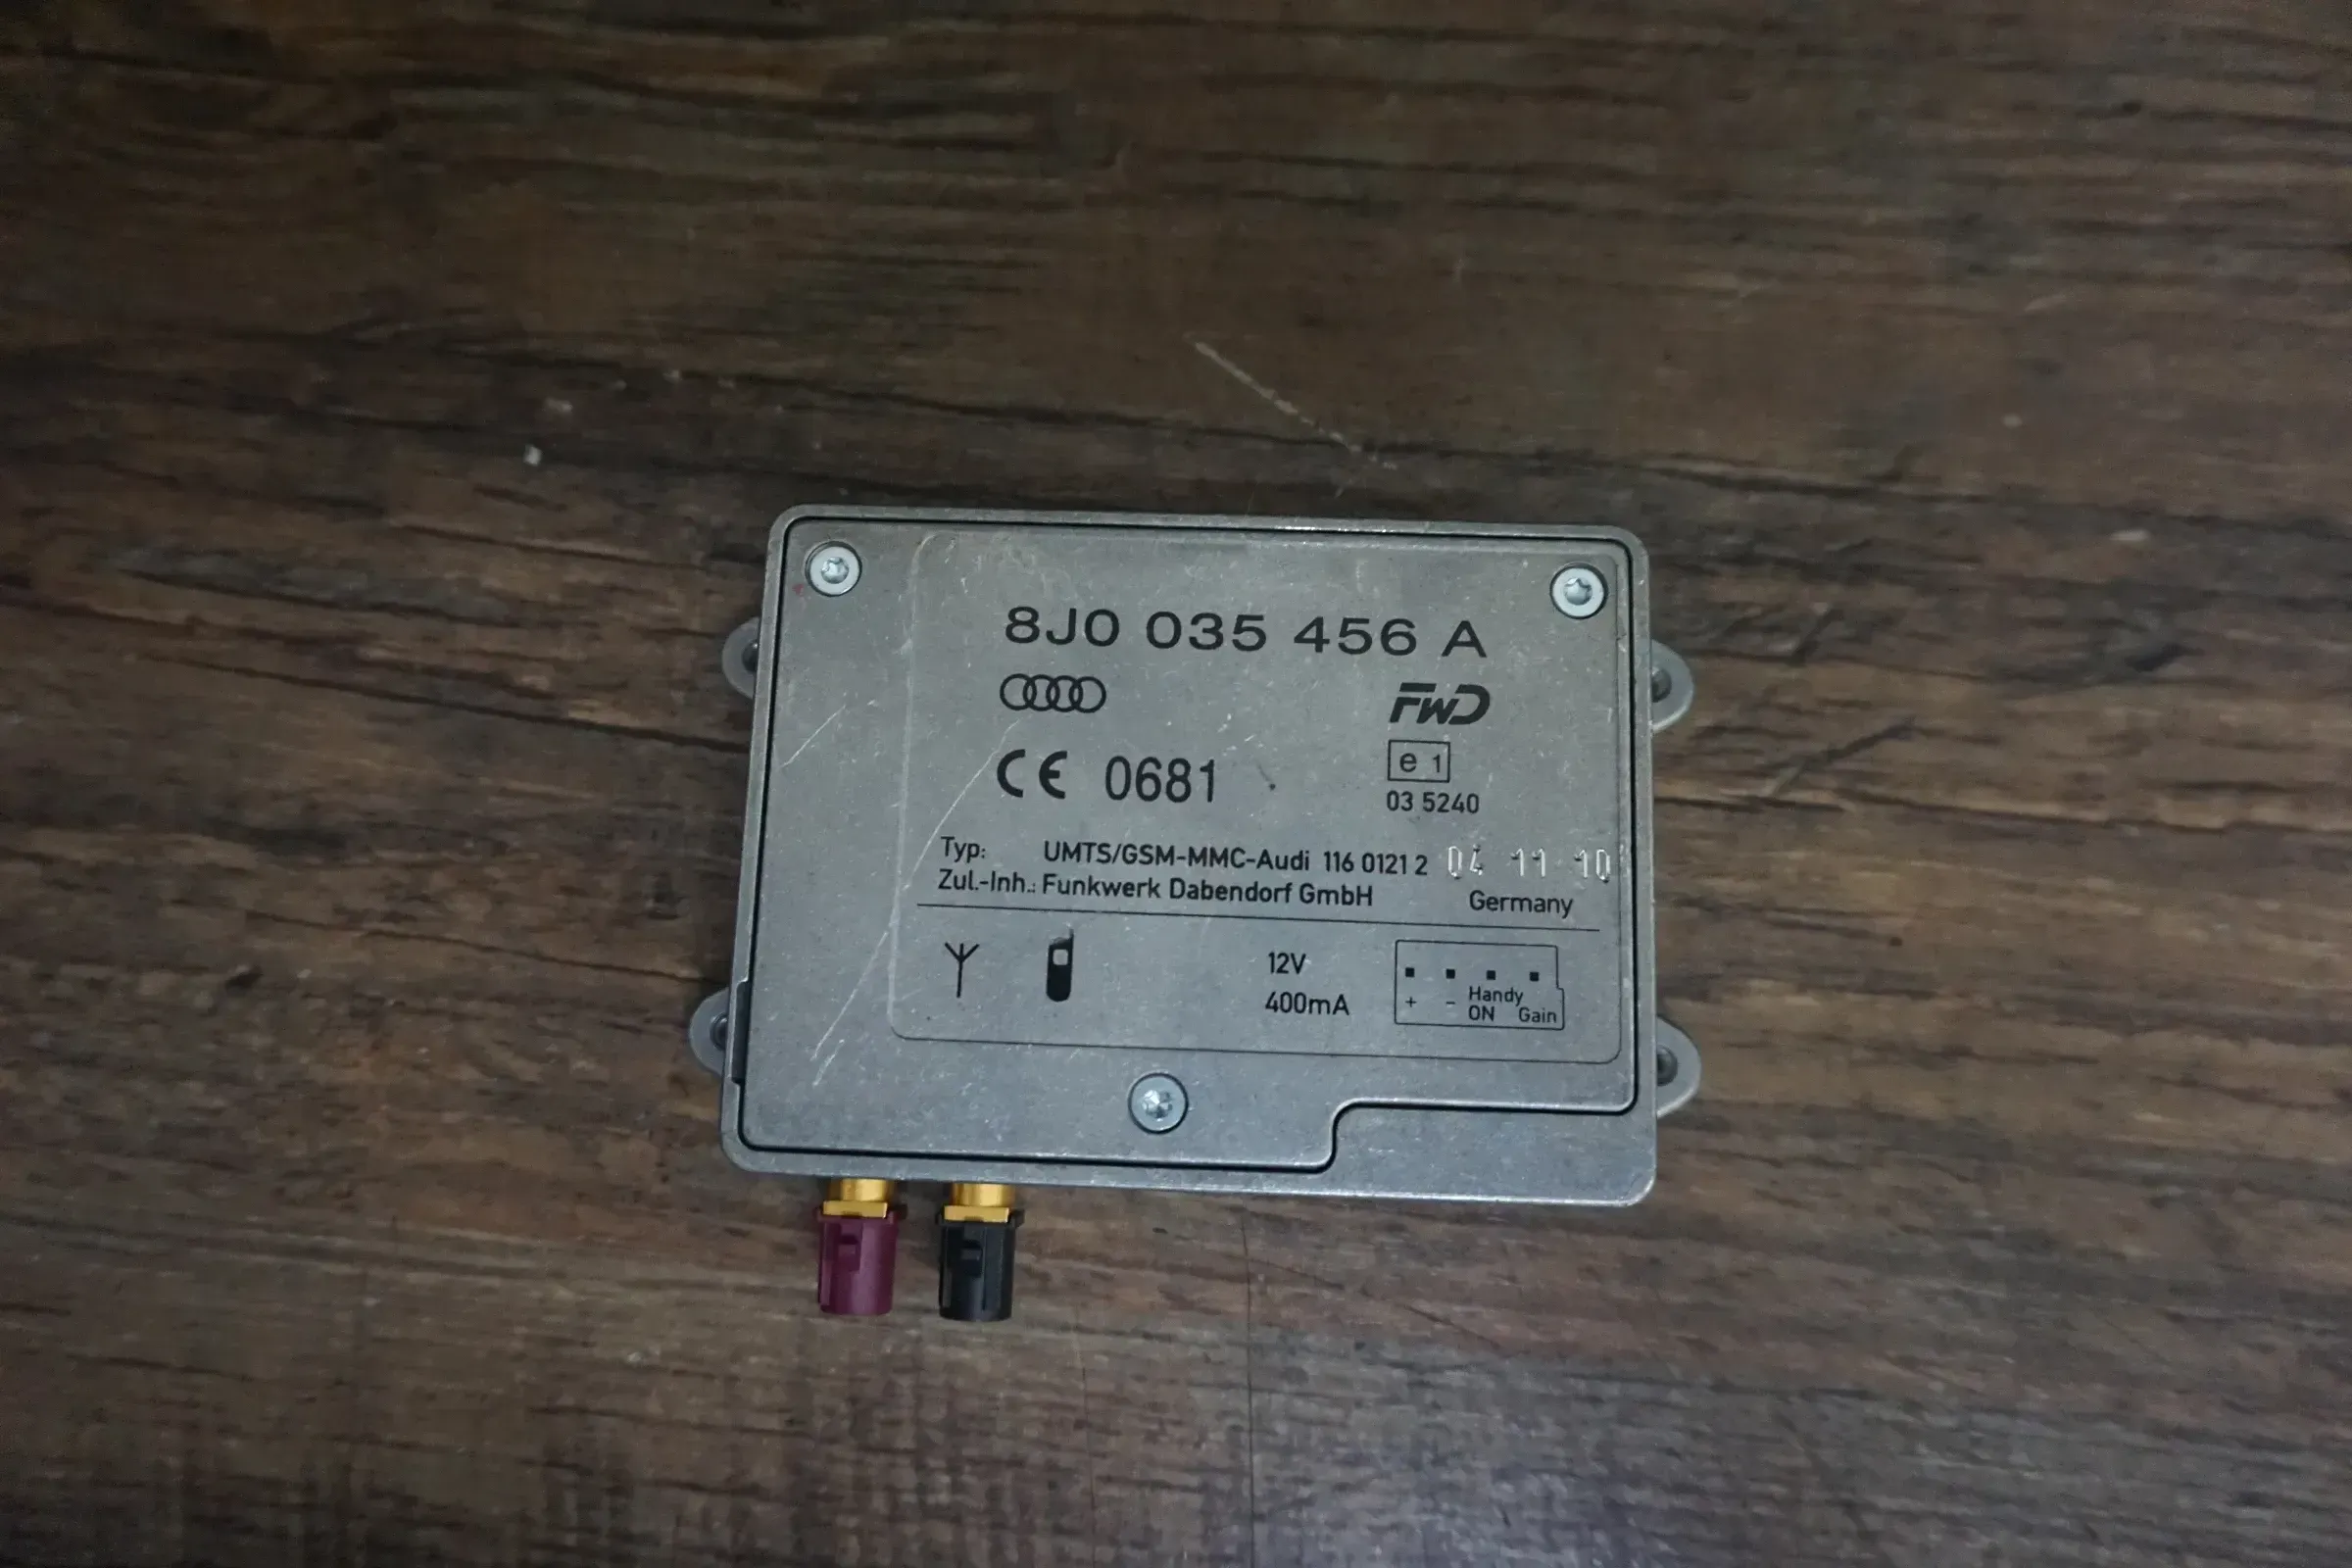 8J0 035 456 A
FWD
CE 0681
e 1
03 5240
Typ: UMTS/GSM-MMC-Audi 116 0121 2 04 11 10
Zul.-Inh.: Funkwerk Dabendorf GmbH Germany
12V
400mA
+ - Handy ON Gain